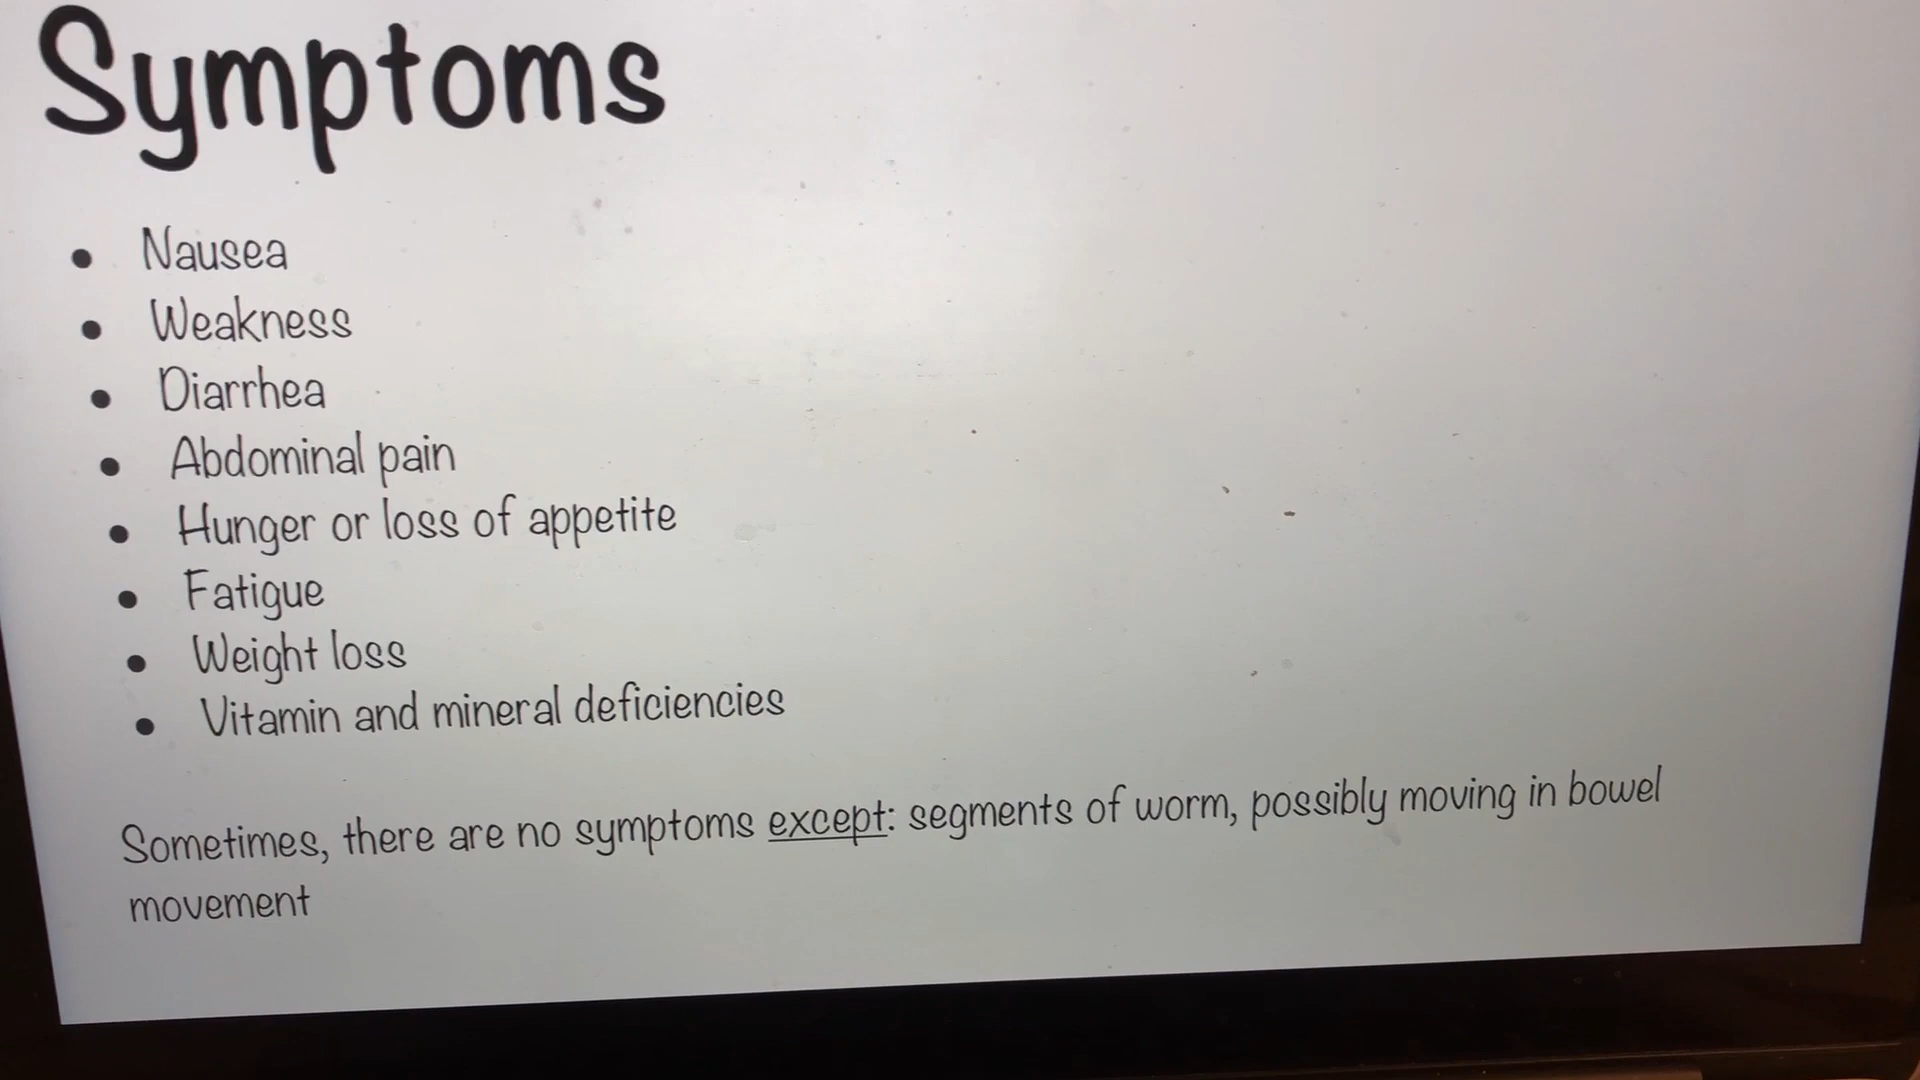 Symptoms
• Nausea
• Weakness
• Diarrhea
• Abdominal pain
• Hunger or loss of appetite
• Fatigue
• Weight loss
• Vitamin and mineral deficiencies
Sometimes, there are no symptoms except: segments of worm, possibly moving in bowel
movement